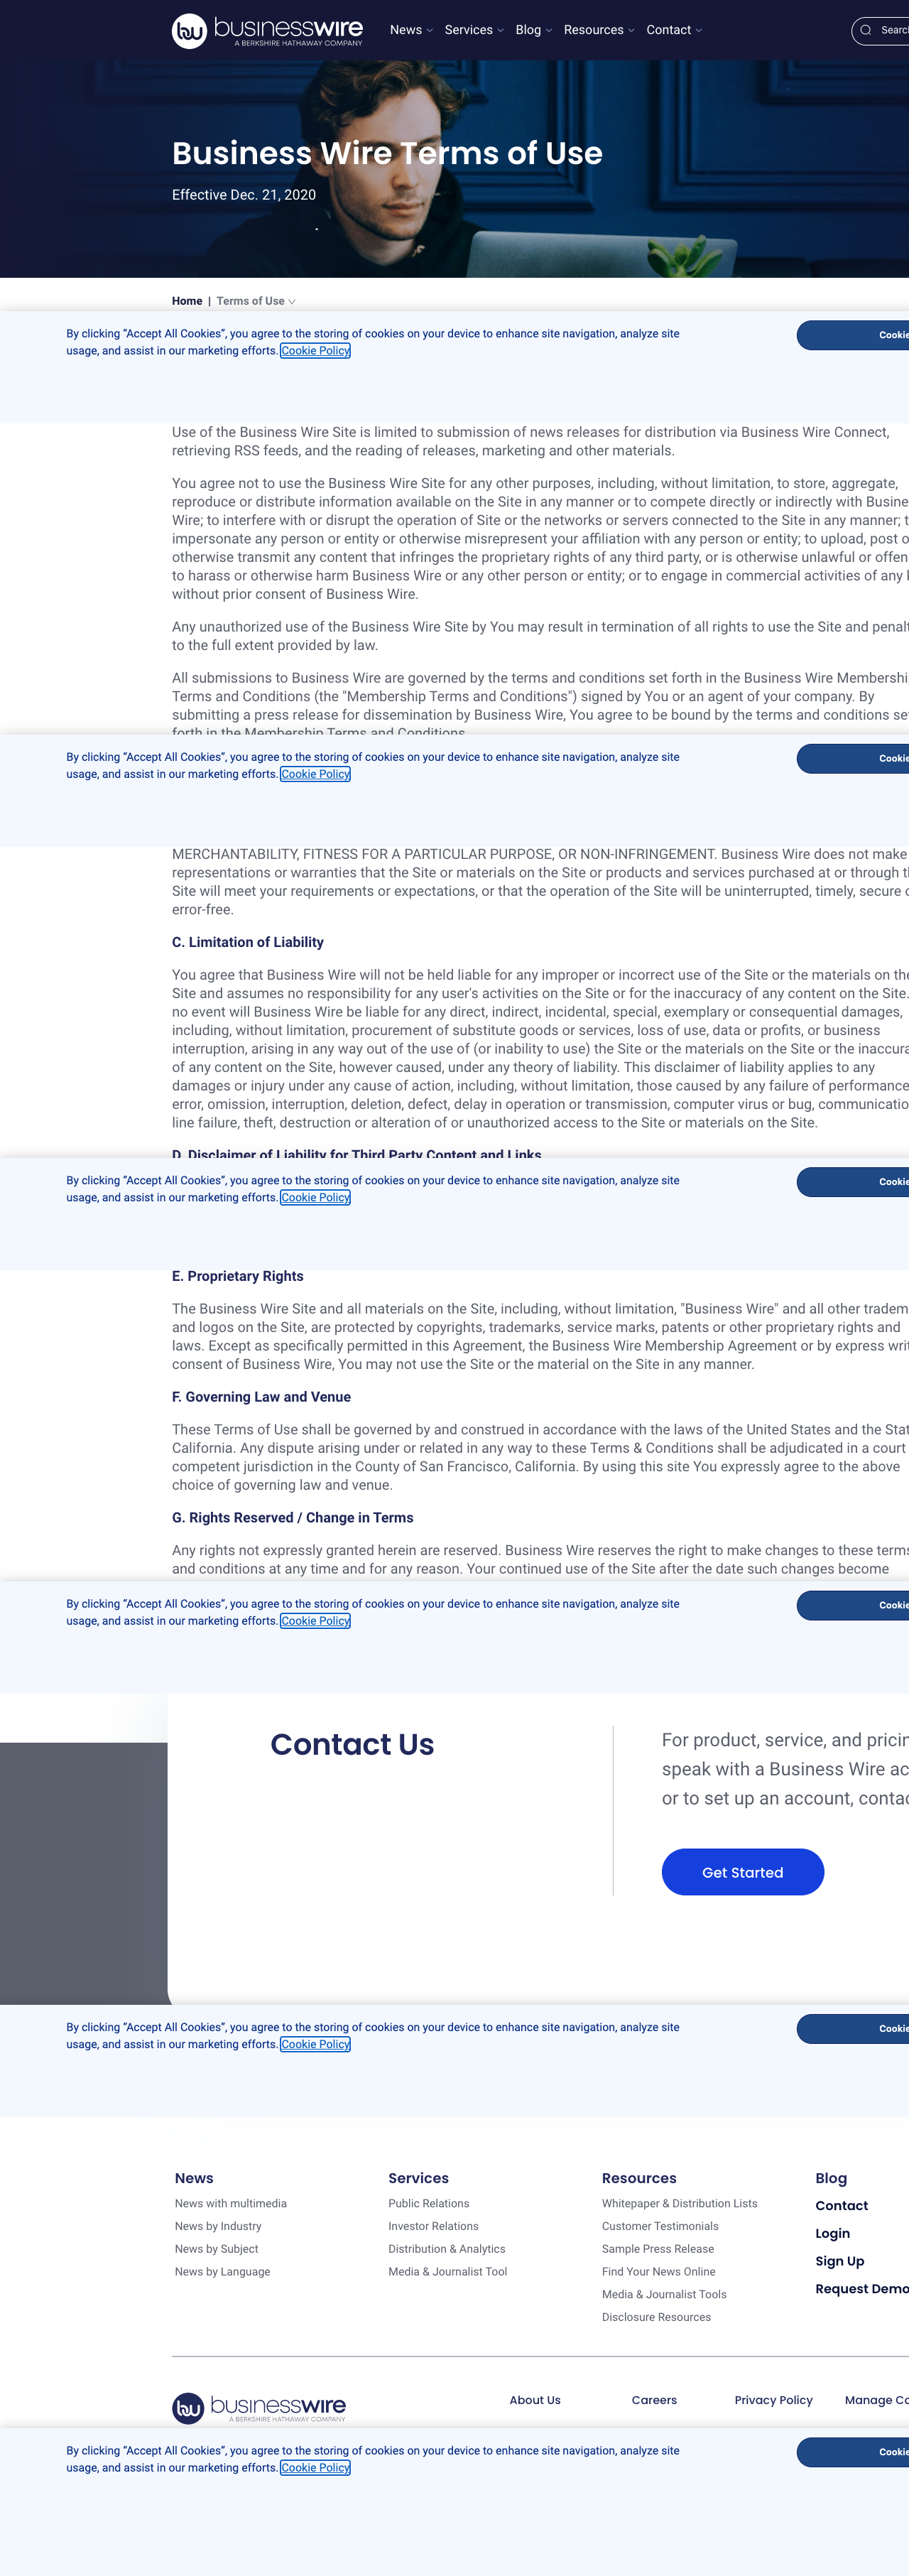 businesswire
A BERKSHIRE HATHAWAY COMPANY
News Services Blog Resources Contact
Business Wire Terms of Use
Effective Dec. 21, 2020
Home | Terms of Use
By clicking “Accept All Cookies”, you agree to the storing of cookies on your device to enhance site navigation, analyze site
usage, and assist in our marketing efforts. Cookie Policy
Use of the Business Wire Site is limited to submission of news releases for distribution via Business Wire Connect,
retrieving RSS feeds, and the reading of releases, marketing and other materials.
You agree not to use the Business Wire Site for any other purposes, including, without limitation, to store, aggregate,
reproduce or distribute information available on the Site in any manner or to compete directly or indirectly with
Wire; to interfere with or disrupt the operation of Site or the networks or servers connected to the Site in any manner;
impersonate any person or entity or otherwise misrepresent your affiliation with any person or entity; to upload, post
otherwise transmit any content that infringes the proprietary rights of any third party, or is otherwise unlawful or
to harass or otherwise harm Business Wire or any other person or entity; or to engage in commercial activities of any
without prior consent of Business Wire.
Any unauthorized use of the Business Wire Site by You may result in termination of all rights to use the Site and
to the full extent provided by law.
All submissions to Business Wire are governed by the terms and conditions set forth in the Business Wire
Terms and Conditions (the "Membership Terms and Conditions") signed by You or an agent of your company. By
submitting a press release for dissemination by Business Wire, You agree to be bound by the terms and conditions set
forth in the Membership Terms and Conditions.
By clicking “Accept All Cookies”, you agree to the storing of cookies on your device to enhance site navigation, analyze site
usage, and assist in our marketing efforts. Cookie Policy
MERCHANTABILITY, FITNESS FOR A PARTICULAR PURPOSE, OR NON-INFRINGEMENT. Business Wire does not make
representations or warranties that the Site or materials on the Site or products and services purchased at or through
Site will meet your requirements or expectations, or that the operation of the Site will be uninterrupted, timely, secure
error-free.
C. Limitation of Liability
You agree that Business Wire will not be held liable for any improper or incorrect use of the Site or the materials on the
Site and assumes no responsibility for any user's activities on the Site or for the inaccuracy of any content on the Site.
no event will Business Wire be liable for any direct, indirect, incidental, special, exemplary or consequential damages,
including, without limitation, procurement of substitute goods or services, loss of use, data or profits, or business
interruption, arising in any way out of the use of (or inability to use) the Site or the materials on the Site or the
of any content on the Site, however caused, under any theory of liability. This disclaimer of liability applies to any
damages or injury under any cause of action, including, without limitation, those caused by any failure of performance
error, omission, interruption, deletion, defect, delay in operation or transmission, computer virus or bug,
line failure, theft, destruction or alteration of or unauthorized access to the Site or materials on the Site.
D. Disclaimer of Liability for Third Party Content and Links
By clicking “Accept All Cookies”, you agree to the storing of cookies on your device to enhance site navigation, analyze site
usage, and assist in our marketing efforts. Cookie Policy
E. Proprietary Rights
The Business Wire Site and all materials on the Site, including, without limitation, "Business Wire" and all other
and logos on the Site, are protected by copyrights, trademarks, service marks, patents or other proprietary rights and
laws. Except as specifically permitted in this Agreement, the Business Wire Membership Agreement or by express
consent of Business Wire, You may not use the Site or the material on the Site in any manner.
F. Governing Law and Venue
These Terms of Use shall be governed by and construed in accordance with the laws of the United States and the
California. Any dispute arising under or related in any way to these Terms & Conditions shall be adjudicated in a court
competent jurisdiction in the County of San Francisco, California. By using this site You expressly agree to the above
choice of governing law and venue.
G. Rights Reserved / Change in Terms
Any rights not expressly granted herein are reserved. Business Wire reserves the right to make changes to these terms
and conditions at any time and for any reason. Your continued use of the Site after the date such changes become
By clicking “Accept All Cookies”, you agree to the storing of cookies on your device to enhance site navigation, analyze site
usage, and assist in our marketing efforts. Cookie Policy
Contact Us
For product, service, and
speak with a Business Wire
or to set up an account,
Get Started
By clicking “Accept All Cookies”, you agree to the storing of cookies on your device to enhance site navigation, analyze site
usage, and assist in our marketing efforts. Cookie Policy
News
News with multimedia
News by Industry
News by Subject
News by Language
Services
Public Relations
Investor Relations
Distribution & Analytics
Media & Journalist Tool
Resources
Whitepaper & Distribution Lists
Customer Testimonials
Sample Press Release
Find Your News Online
Media & Journalist Tools
Disclosure Resources
Blog
Contact
Login
Sign Up
Request Demo
businesswire
A BERKSHIRE HATHAWAY COMPANY
About Us Careers Privacy Policy Manage
By clicking “Accept All Cookies”, you agree to the storing of cookies on your device to enhance site navigation, analyze site
usage, and assist in our marketing efforts. Cookie Policy